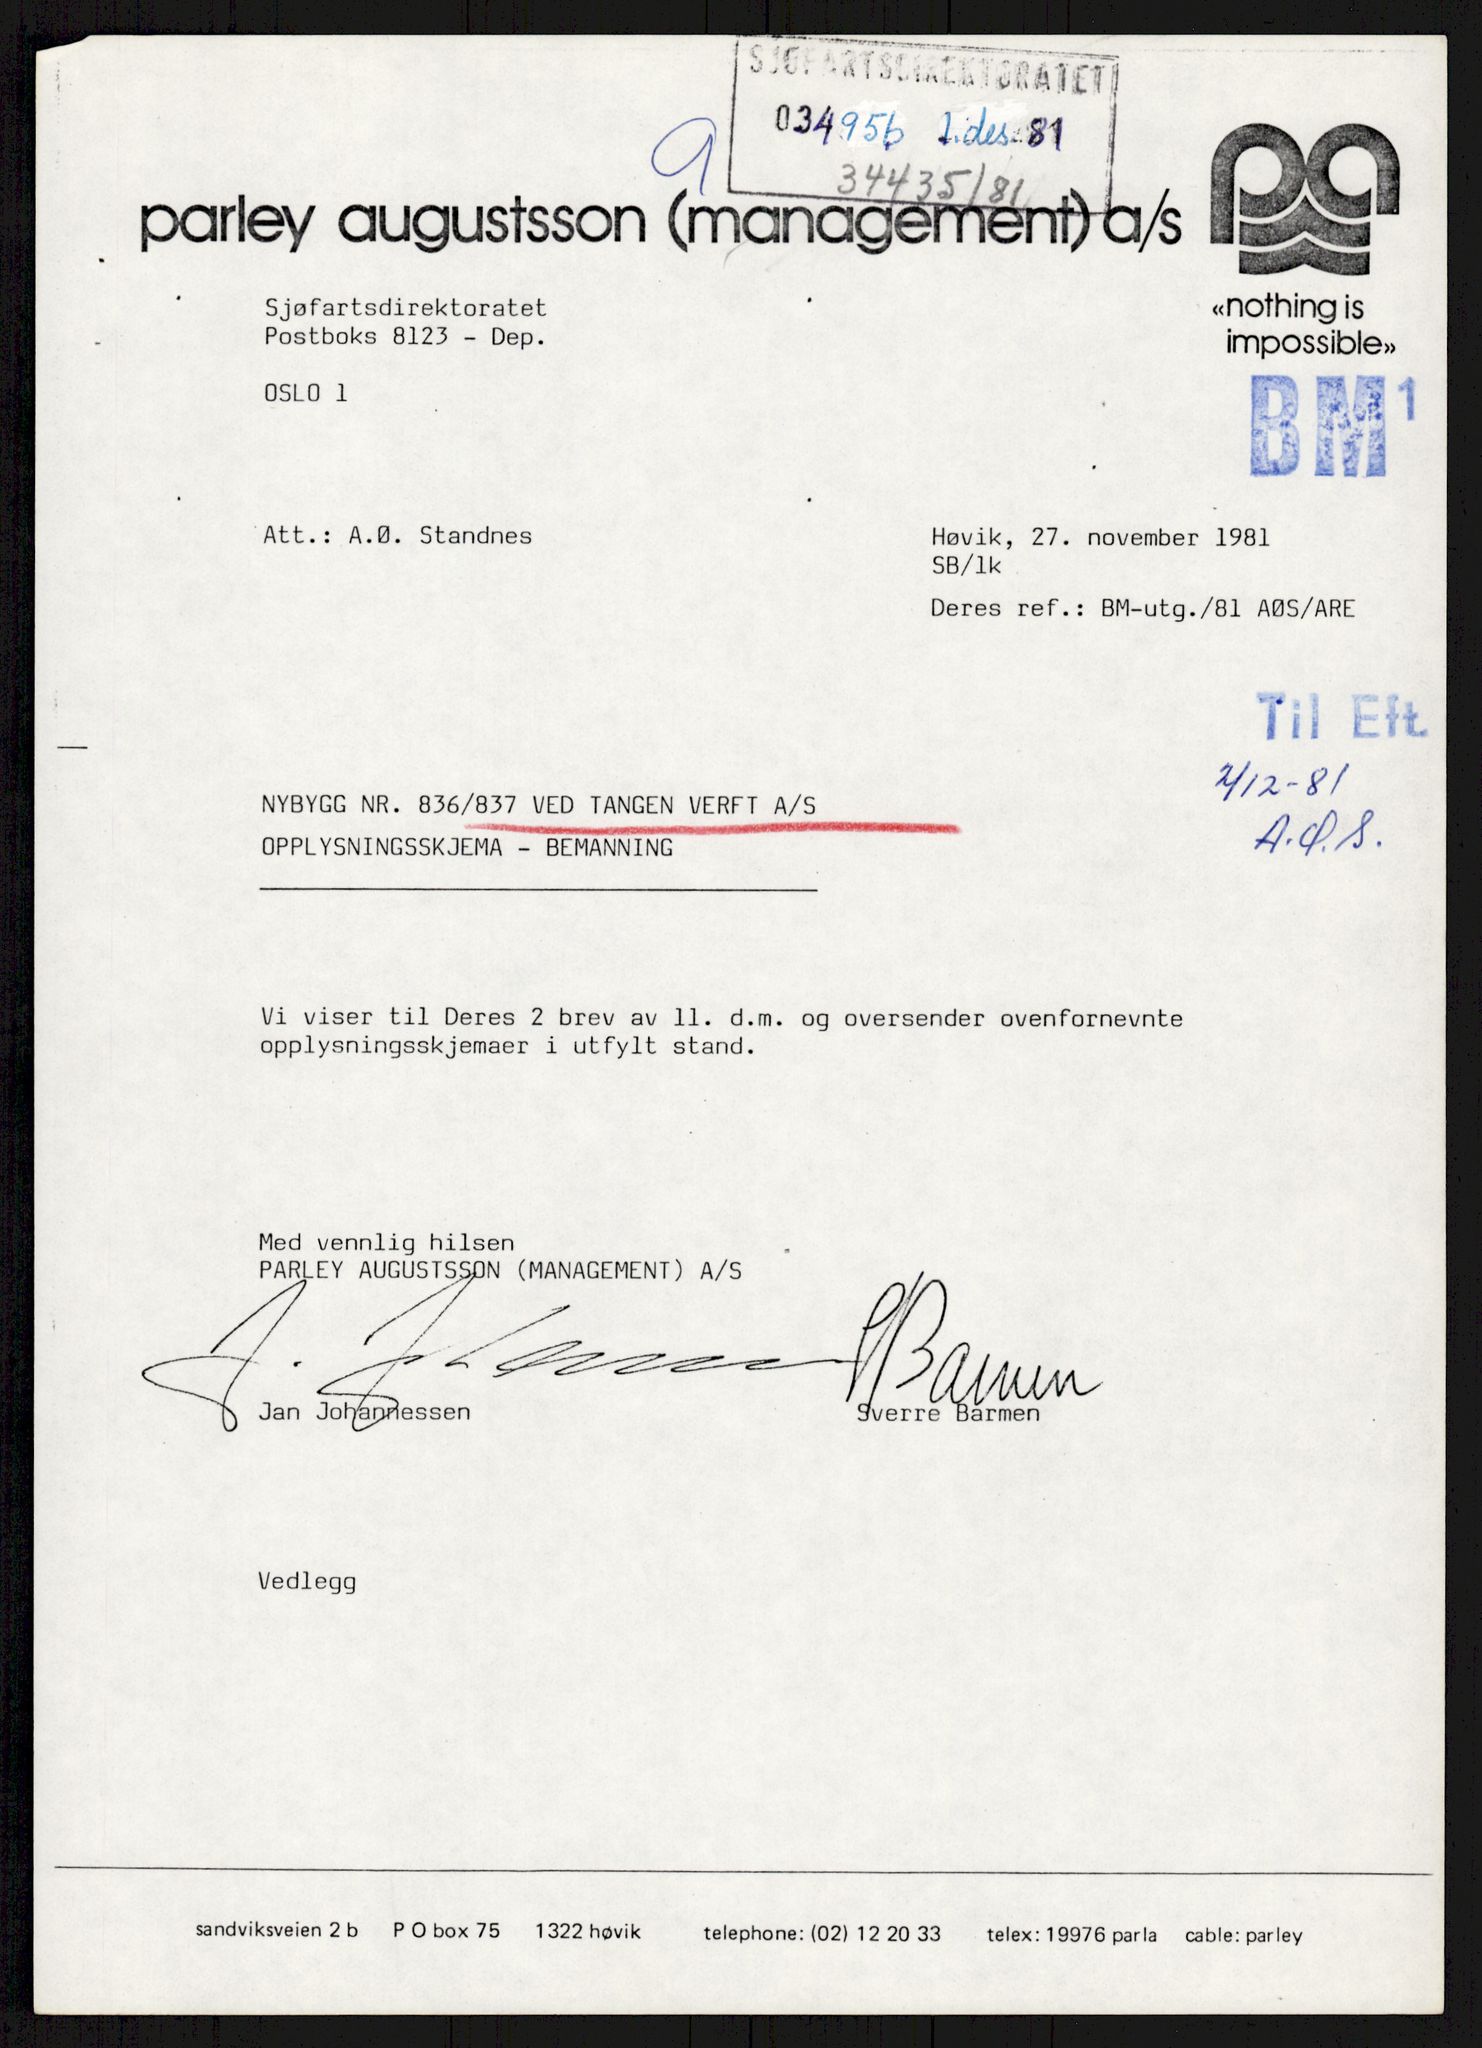 SJØFARTSDIREKTORATET
034956 1. des. 81
34435/81
parley augustsson (management) a/s
«nothing is
impossible»
Sjøfartsdirektoratet
Postboks 8123 - Dep.
OSLO 1
BM1
Att.: A.Ø. Standnes
Høvik, 27. november 1981
SB/lk
Deres ref.: BM-utg./81 AØS/ARE
Til Eft.
2/12-81
A.Ø.S.
NYBYGG NR. 836/837 VED TANGEN VERFT A/S
OPPLYSNINGSSKJEMA - BEMANNING
Vi viser til Deres 2 brev av 11. d.m. og oversender ovenfornevnte
opplysningsskjemaer i utfylt stand.
Med vennlig hilsen
PARLEY AUGUSTSSON (MANAGEMENT) A/S
J. Johannessen SBarmen
Jan Johannessen Sverre Barmen
Vedlegg
sandviksveien 2 b P O box 75 1322 høvik telephone: (02) 12 20 33 telex: 19976 parla cable: parley